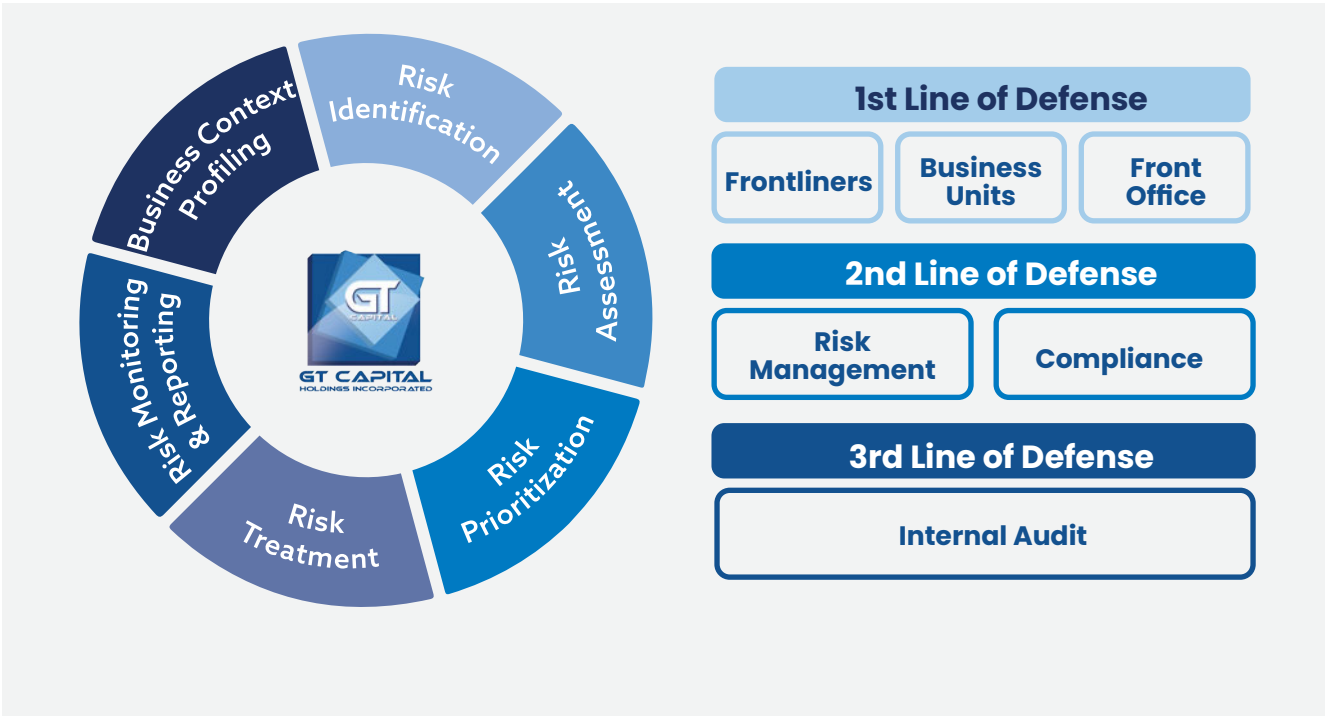 Business Context
Profiling
Risk
Identification
Risk
Assessment
Risk
Prioritization
Risk
Treatment
Risk Monitoring
& Reporting
GT
CAPITAL
GT CAPITAL
HOLDINGS INCORPORATED
1st Line of Defense
Frontliners
Business
Units
Front
Office
2nd Line of Defense
Risk
Management
Compliance
3rd Line of Defense
Internal Audit